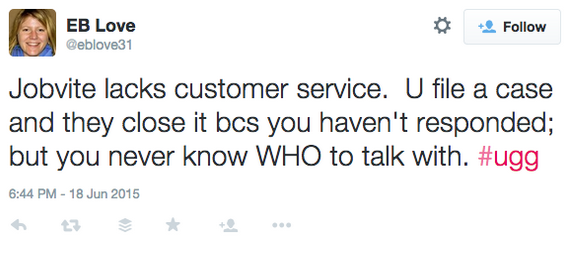 EB Love
@eblove31
Follow
Jobvite lacks customer service.  U file a case
and they close it bcs you haven't responded;
but you never know WHO to talk with. #ugg
6:44 PM - 18 Jun 2015